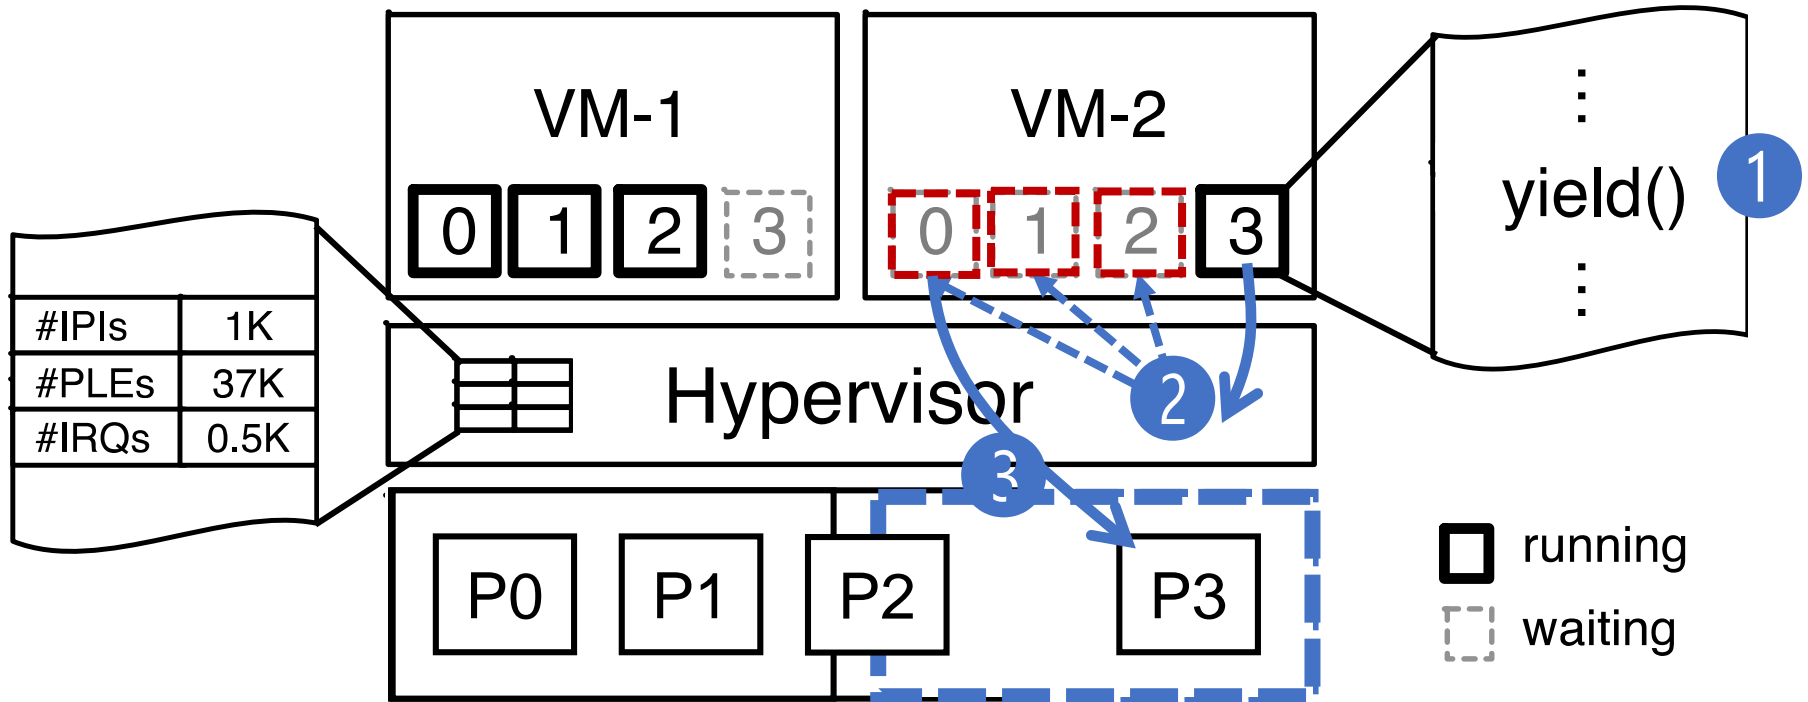 VM-1
0 1 2 3
VM-2
0 1 2 3
⋮
yield()
⋮
1
#IPIs 1K
#PLEs 37K
#IRQs 0.5K
Hypervisor
2
3
P0 P1 P2 P3
running
waiting